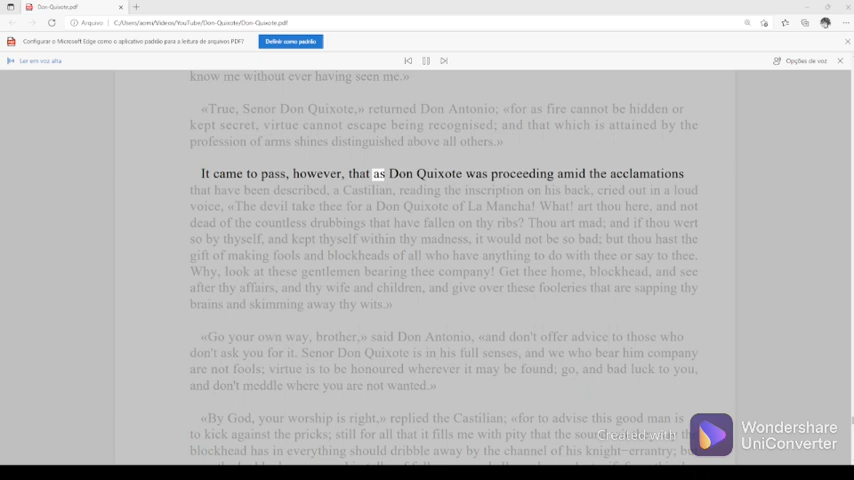 Don-Quixote.pdf
Arquivo
C:/Users/xoms/Videos/YouTube/Don-Quixote/Don-Quixote.pdf
Configurar o Microsoft Edge como o aplicativo padrão para a leitura de arquivos PDF?
Definir como padrão
Ler em voz alta
Opções de voz
know me without ever having seen me.»
«True, Senor Don Quixote,» returned Don Antonio; «for as fire cannot be hidden or
kept secret, virtue cannot escape being recognised; and that which is attained by the
profession of arms shines distinguished above all others.»
It came to pass, however, that as Don Quixote was proceeding amid the acclamations
that have been described, a Castilian, reading the inscription on his back, cried out in a loud
voice, «The devil take thee for a Don Quixote of La Mancha! What! art thou here, and not
dead of the countless drubbings that have fallen on thy ribs? Thou art mad; and if thou wert
so by thyself, and kept thyself within thy madness, it would not be so bad; but thou hast the
gift of making fools and blockheads of all who have anything to do with thee or say to thee.
Why, look at these gentlemen bearing thee company! Get thee home, blockhead, and see
after thy affairs, and thy wife and children, and give over these fooleries that are sapping thy
brains and skimming away thy wits.»
«Go your own way, brother,» said Don Antonio, «and don't offer advice to those who
don't ask you for it. Senor Don Quixote is in his full senses, and we who bear him company
are not fools; virtue is to be honoured wherever it may be found; go, and bad luck to you,
and don't meddle where you are not wanted.»
«By God, your worship is right,» replied the Castilian; «for to advise this good man is
to kick against the pricks; still for all that it fills me with pity that the sou
blockhead has in everything should dribble away by the channel of his knight-errantry; but
Created with
Wondershare
UniConverter